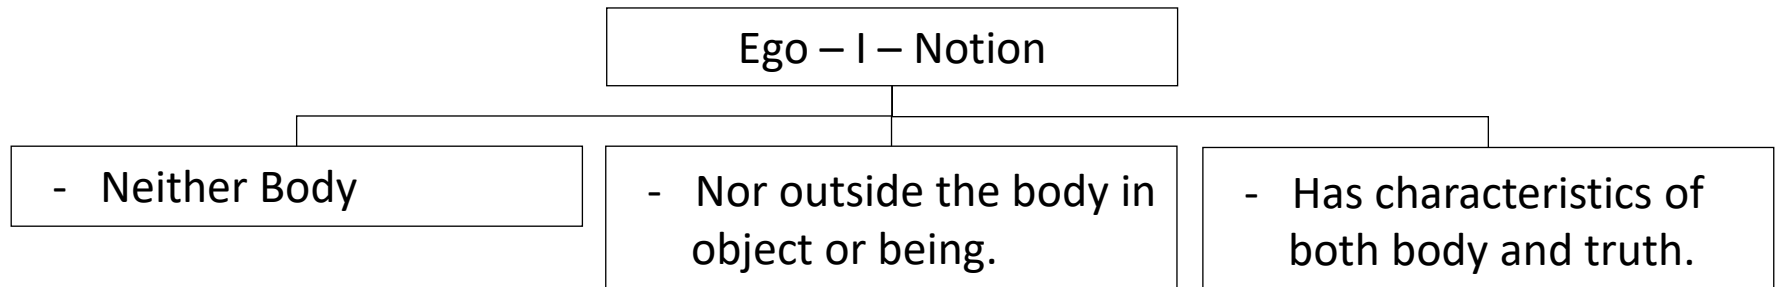 Ego – I – Notion
- Neither Body
- Nor outside the body in
object or being.
- Has characteristics of
both body and truth.